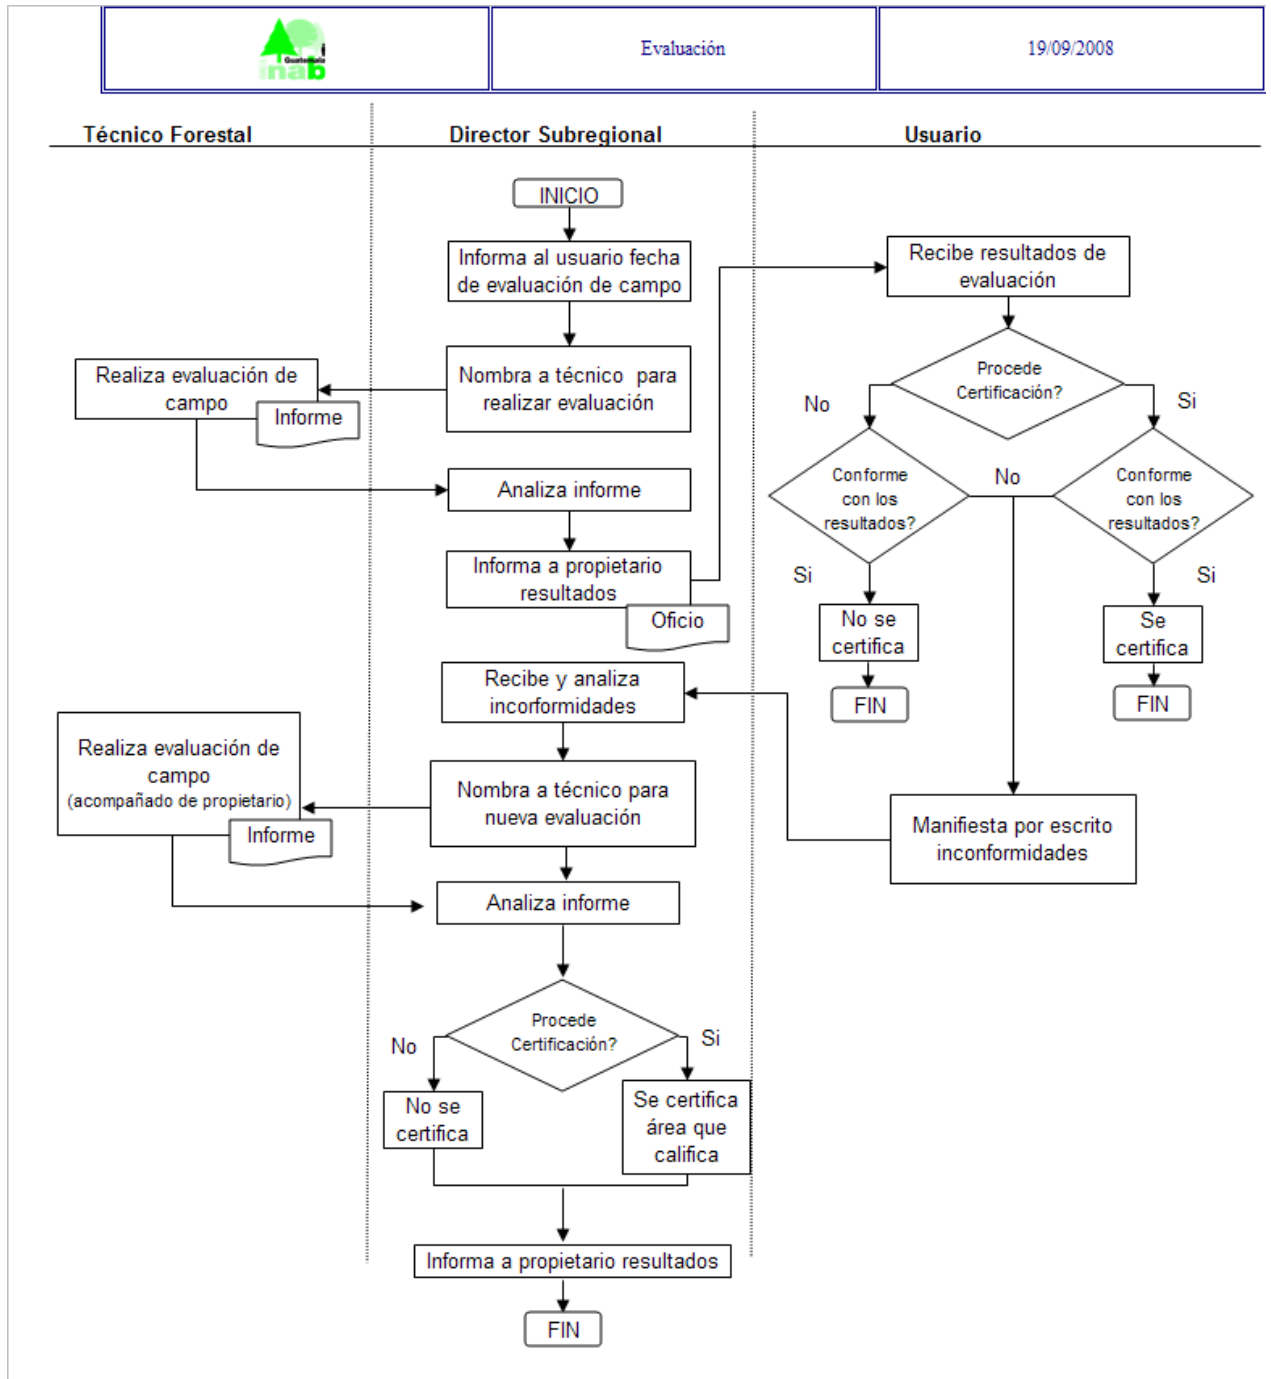 Guatemala
inab
Evaluación
19/09/2008
Técnico Forestal
Director Subregional
Usuario
INICIO
Informa al usuario fecha
de evaluación de campo
Recibe resultados de
evaluación
Nombra a técnico para
realizar evaluación
Realiza evaluación de
campo
Informe
Procede
Certificación?
No
Si
Analiza informe
Conforme
con los
resultados?
No
Conforme
con los
resultados?
Informa a propietario
resultados
Oficio
Si
Si
No se
certifica
Se
certifica
FIN
FIN
Recibe y analiza
incorformidades
Realiza evaluación de
campo
(acompañado de propietario)
Informe
Nombra a técnico para
nueva evaluación
Manifiesta por escrito
inconformidades
Analiza informe
Procede
Certificación?
No
Si
No se
certifica
Se certifica
área que
califica
Informa a propietario resultados
FIN